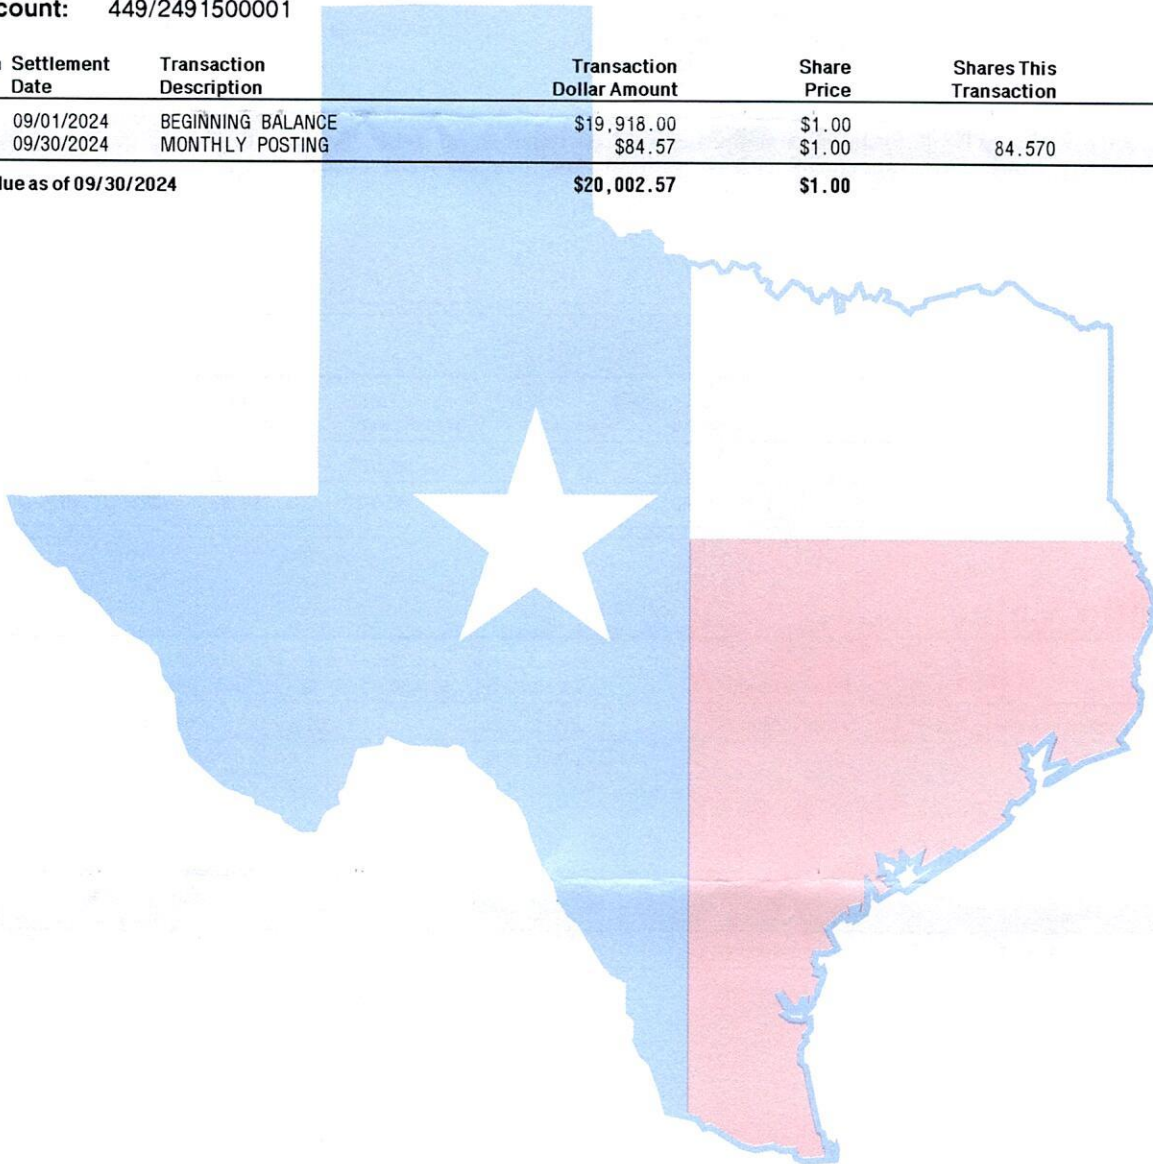 count: 449/2491500001
Settlement Transaction Transaction Share Shares This
Date Description Dollar Amount Price Transaction
09/01/2024 BEGINNING BALANCE $19,918.00 $1.00
09/30/2024 MONTHLY POSTING $84.57 $1.00 84.570
lue as of 09/30/2024 $20,002.57 $1.00